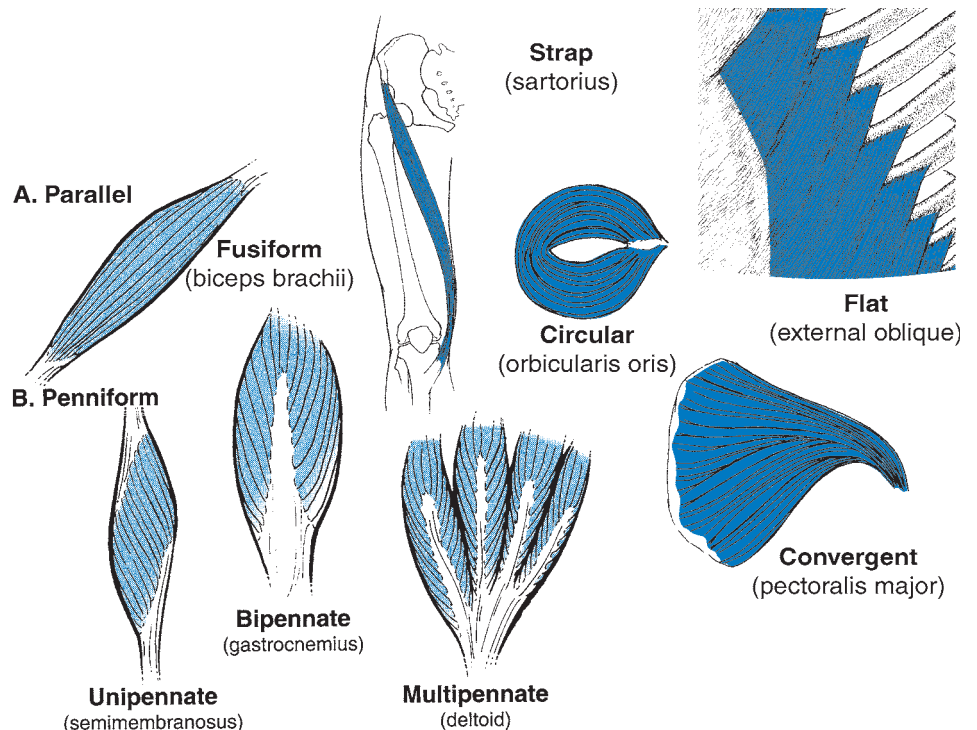 Strap
(sartorius)
A. Parallel
Fusiform
(biceps brachii)
Circular
(orbicularis oris)
Flat
(external oblique)
B. Penniform
Bipennate
(gastrocnemius)
Unipennate
(semimembranosus)
Multipennate
(deltoid)
Convergent
(pectoralis major)